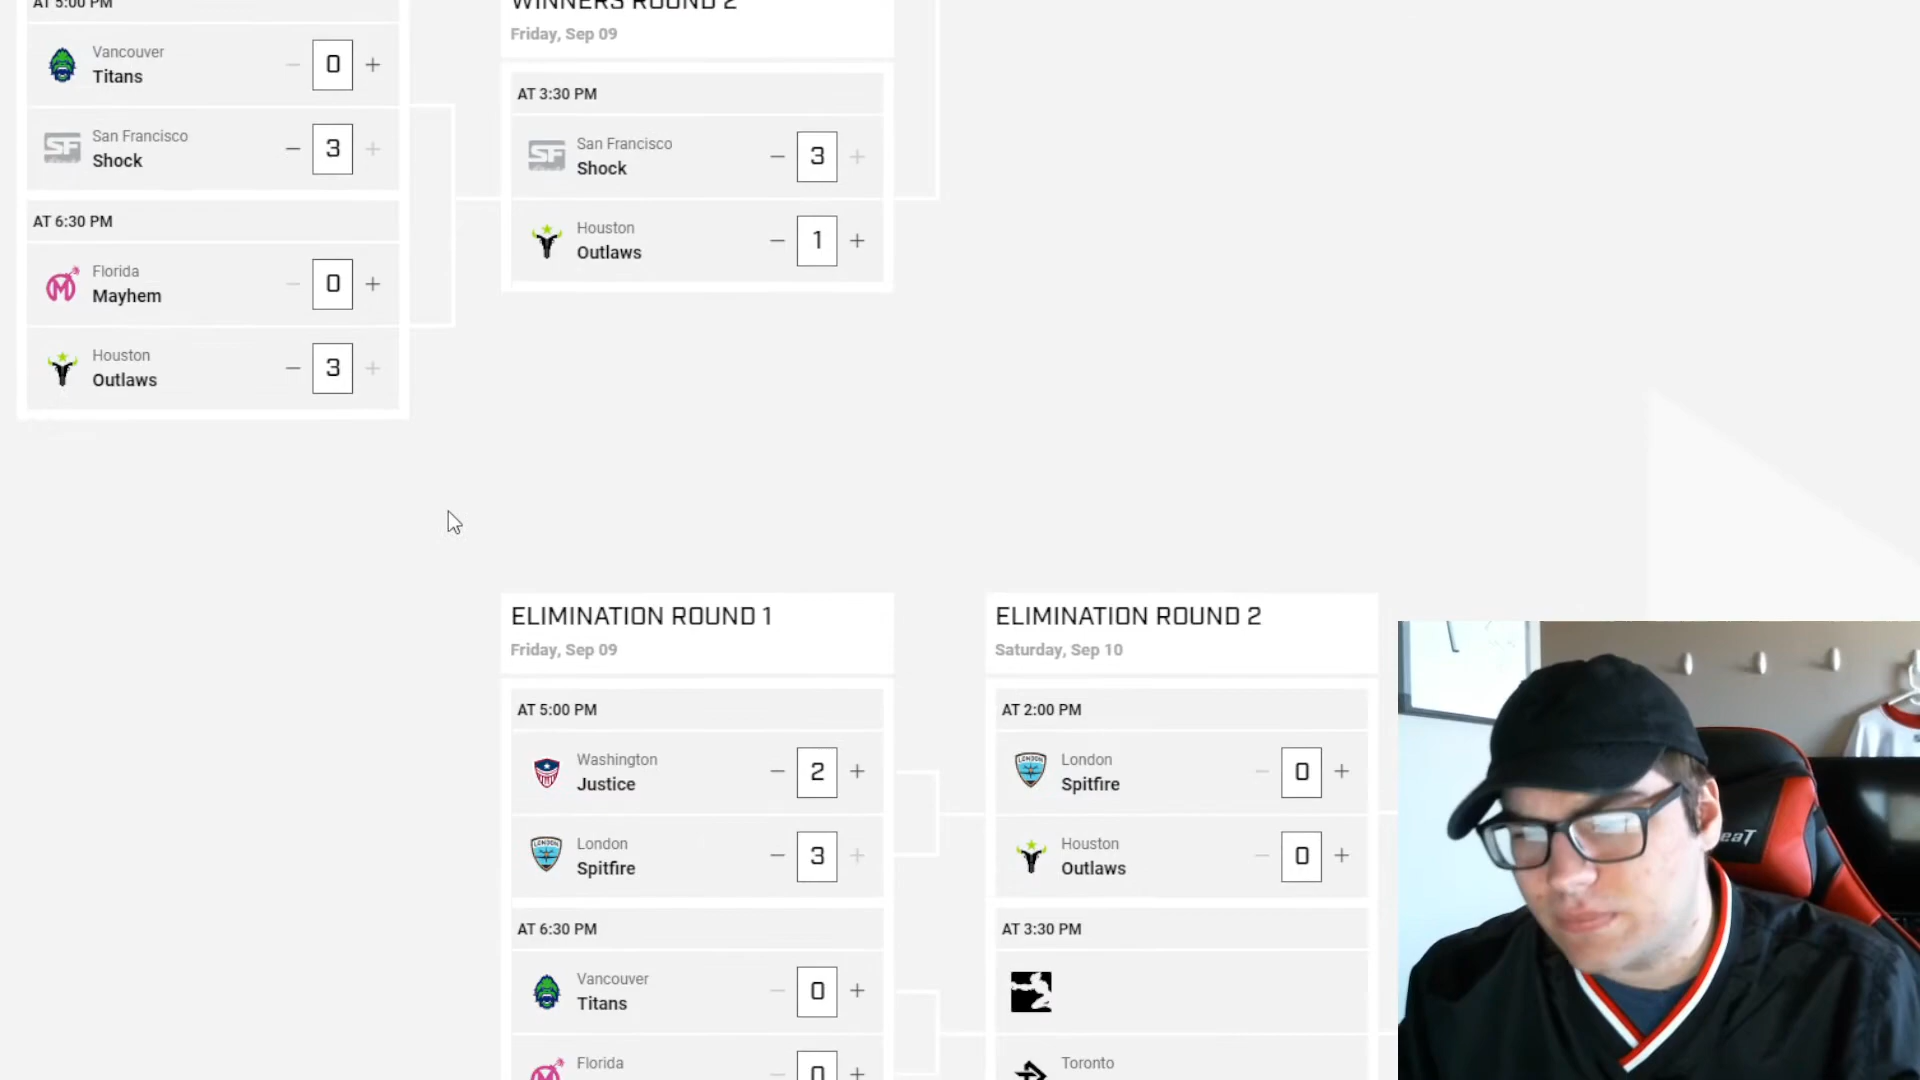 AT 5:00 PM
Vancouver
Titans
0
San Francisco
Shock
3
AT 6:30 PM
Florida
Mayhem
0
Houston
Outlaws
3
WINNERS ROUND 2
Friday, Sep 09
AT 3:30 PM
San Francisco
Shock
3
Houston
Outlaws
1
ELIMINATION ROUND 1
Friday, Sep 09
AT 5:00 PM
Washington
Justice
2
London
Spitfire
3
AT 6:30 PM
Vancouver
Titans
0
Florida
0
ELIMINATION ROUND 2
Saturday, Sep 10
AT 2:00 PM
London
Spitfire
0
Houston
Outlaws
0
AT 3:30 PM
Toronto